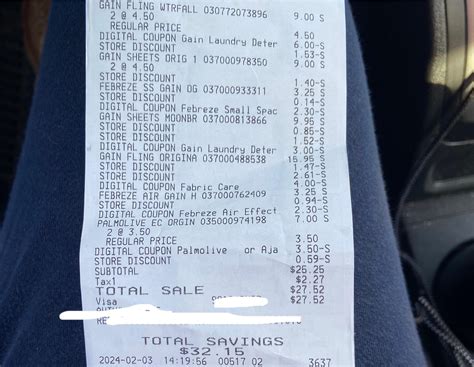 GAIN FLING WTRFALL 030772073896 9.00 S
2 @ 4.50
REGULAR PRICE 4.50
DIGITAL COUPON Gain Laundry Deter 6.00-S
STORE DISCOUNT 1.53-S
GAIN SHEETS ORIG 1 037000978350 9.00 S
2 @ 4.50
STORE DISCOUNT 1.40-S
FEBREZE SS GAIN OG 037000933311 3.25 S
STORE DISCOUNT 0.14-S
DIGITAL COUPON Febreze Small Spac 2.30-S
GAIN SHEETS MOONBR 037000813866 9.95 S
STORE DISCOUNT 0.85-S
STORE DISCOUNT 1.52-S
DIGITAL COUPON Gain Laundry Deter 3.00-S
GAIN FLING ORIGINA 037000488538 15.95 S
STORE DISCOUNT 1.47-S
STORE DISCOUNT 2.61-S
DIGITAL COUPON Fabric Care 4.00-S
FEBREZE AIR GAIN H 037000762409 3.25 S
STORE DISCOUNT 0.94-S
DIGITAL COUPON Febreze Air Effect 2.30-S
PALMOLIVE EC ORGIN 035000974198 7.00 S
2 @ 3.50
REGULAR PRICE 3.50
DIGITAL COUPON Palmolive or Aja 3.50-S
STORE DISCOUNT 0.59-S
SUBTOTAL $25.25
Tax1 $2.27
TOTAL SALE $27.52
Visa $27.52
TOTAL SAVINGS
$32.15
2024-02-03 14:19:56 00517 02 3637